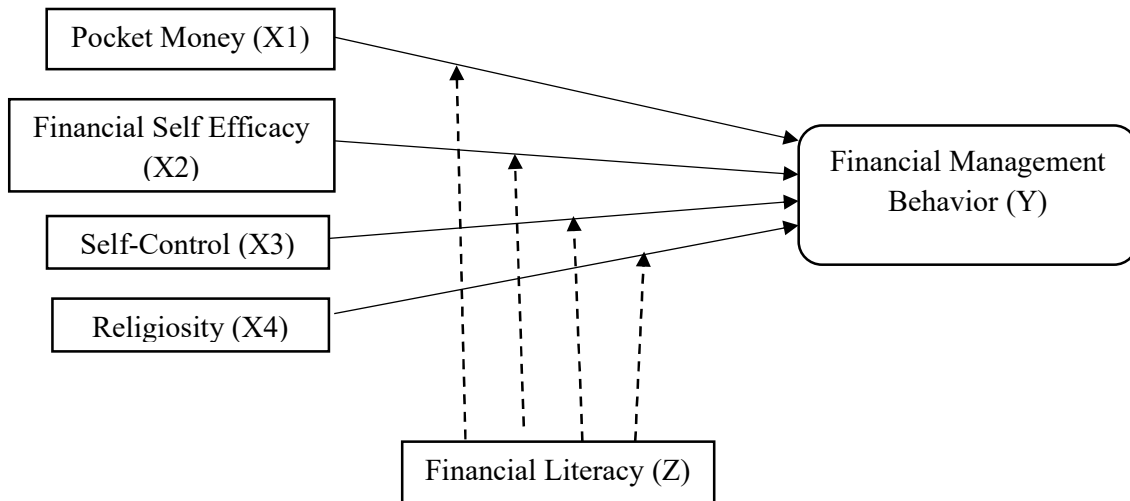 Pocket Money (X1)
Financial Self Efficacy
(X2)
Self-Control (X3)
Religiosity (X4)
Financial Management
Behavior (Y)
Financial Literacy (Z)